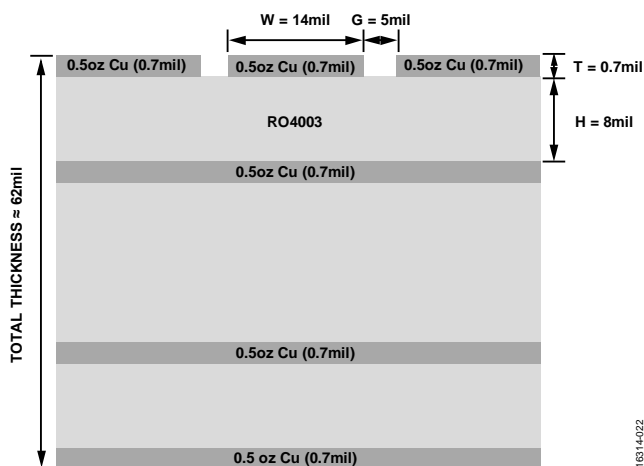 W = 14mil G = 5mil
0.5oz Cu (0.7mil) 0.5oz Cu (0.7mil) 0.5oz Cu (0.7mil) T = 0.7mil
RO4003 H = 8mil
0.5oz Cu (0.7mil)
TOTAL THICKNESS ≈ 62mil
0.5oz Cu (0.7mil)
0.5 oz Cu (0.7mil)
16314-022